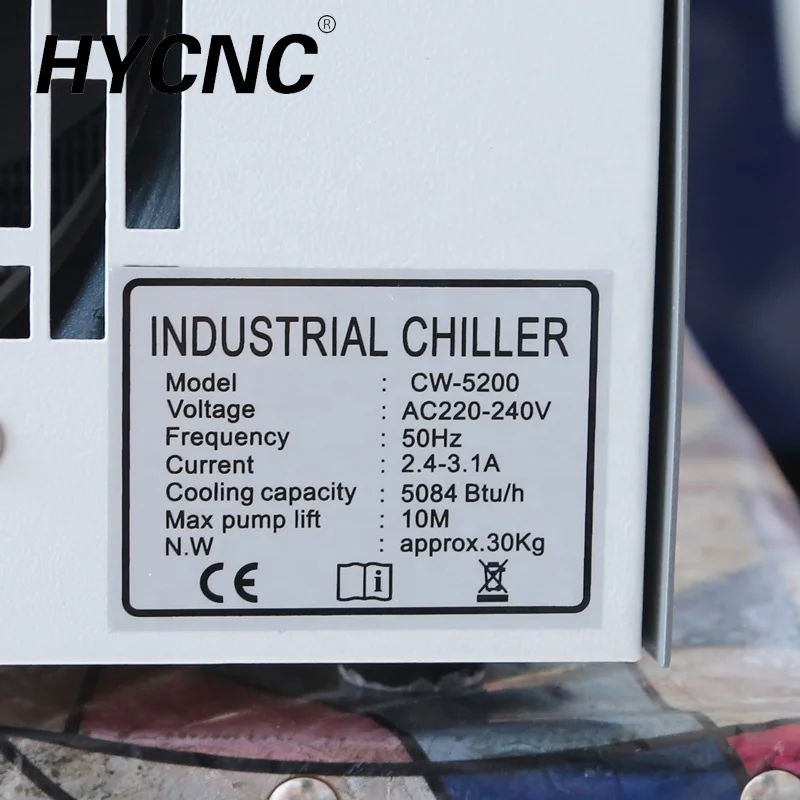 HYCNC®
INDUSTRIAL CHILLER
Model : CW-5200
Voltage : AC220-240V
Frequency : 50Hz
Current : 2.4-3.1A
Cooling capacity : 5084 Btu/h
Max pump lift : 10M
N.W : approx.30Kg
CE i